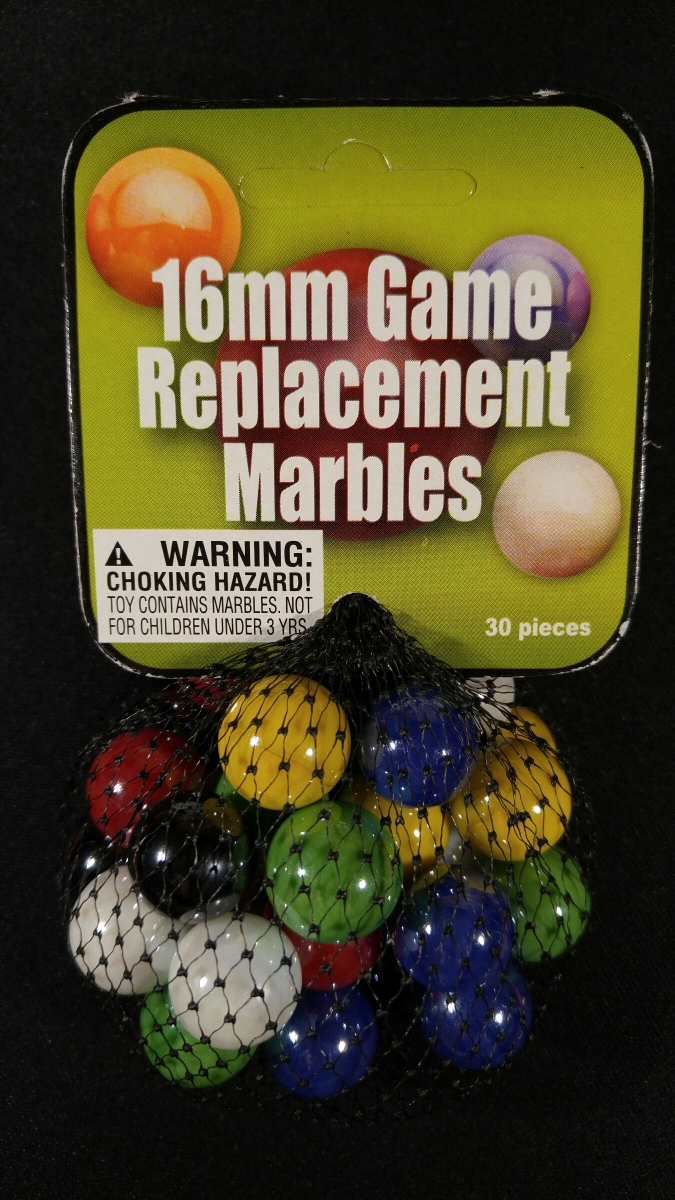 16mm Game
Replacement
Marbles
WARNING:
CHOKING HAZARD!
TOY CONTAINS MARBLES. NOT
FOR CHILDREN UNDER 3 YRS.
30 pieces